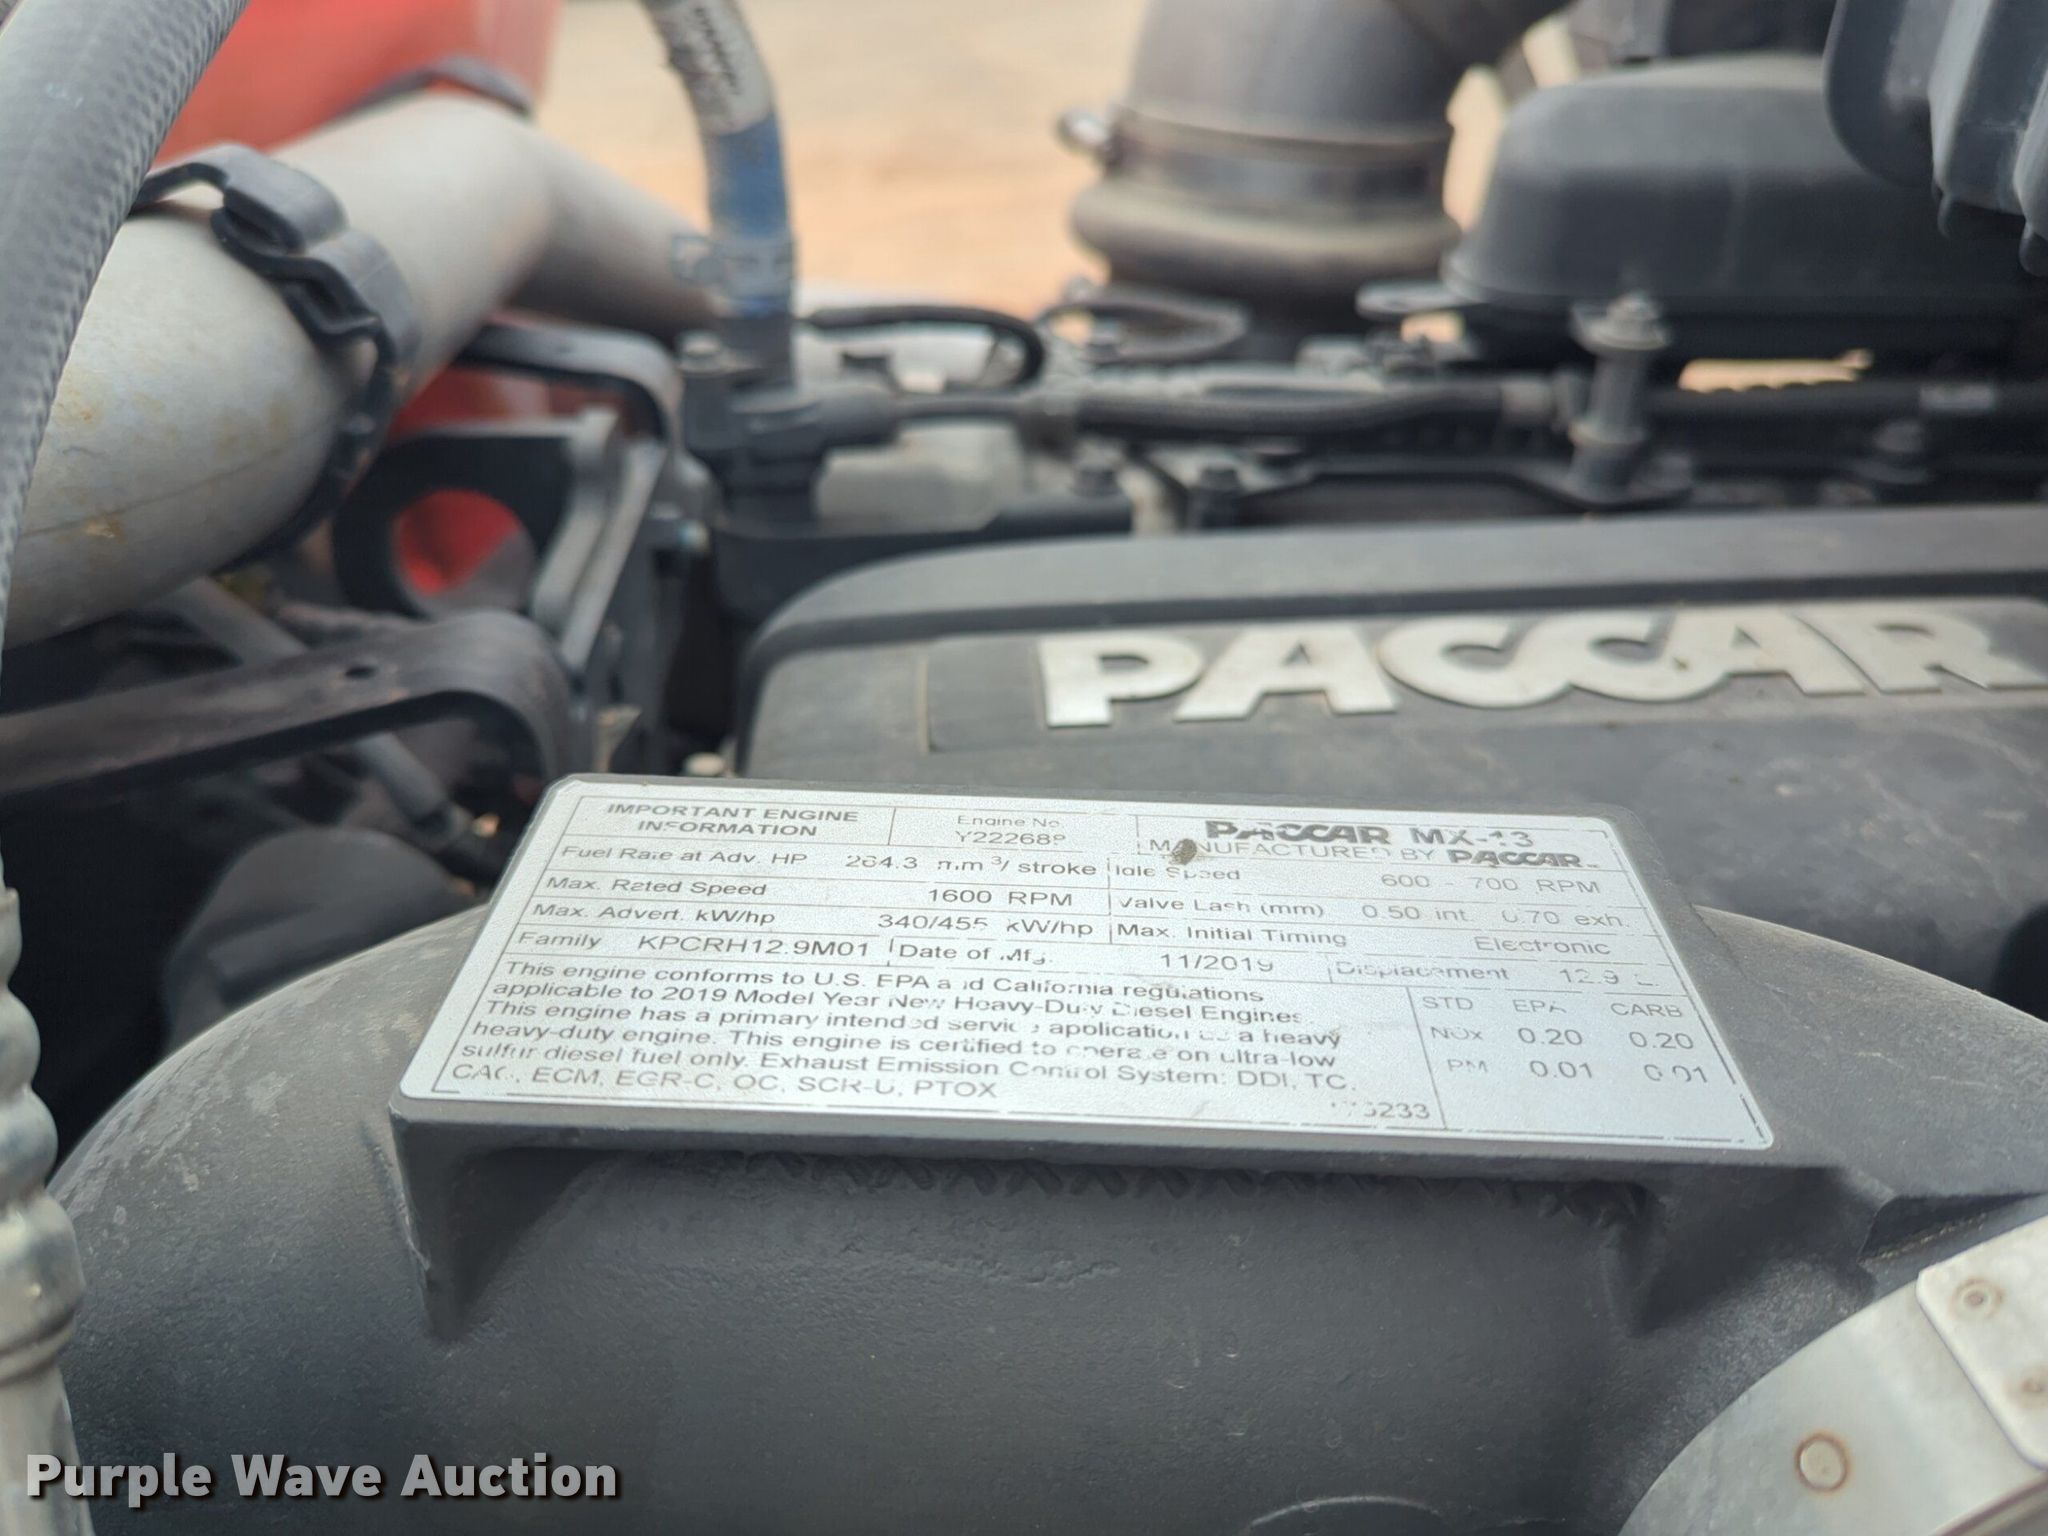 PACCAR
IMPORTANT ENGINE INFORMATION
Engine No.
PACCAR MX-13
MANUFACTURED BY PACCAR
Fuel Rate at Adv. HP mm³/ stroke
Idle Speed 600 - 700 RPM
Max. Rated Speed 1600 RPM
Valve Lash (mm) 0.50 int. 0.70 exh.
Max. Advert. kW/hp 340/455 kW/hp
Max. Initial Timing Electronic
Family KPCRH12.9M01
Date of Mfg. 11/2019
Displacement 12.9 L
This engine conforms to U.S. EPA and California regulations
applicable to 2019 Model Year New Heavy-Duty Diesel Engines
This engine has a primary intended service application as a heavy
heavy-duty engine. This engine is certified to operate on ultra-low
sulfur diesel fuel only. Exhaust Emission Control System: DDI, TC,
CAC, ECM, EGR-C, OC, SCR-U, PTOX
STD EPA CARB
NOx 0.20 0.20
PM 0.01 0.01
Purple Wave Auction